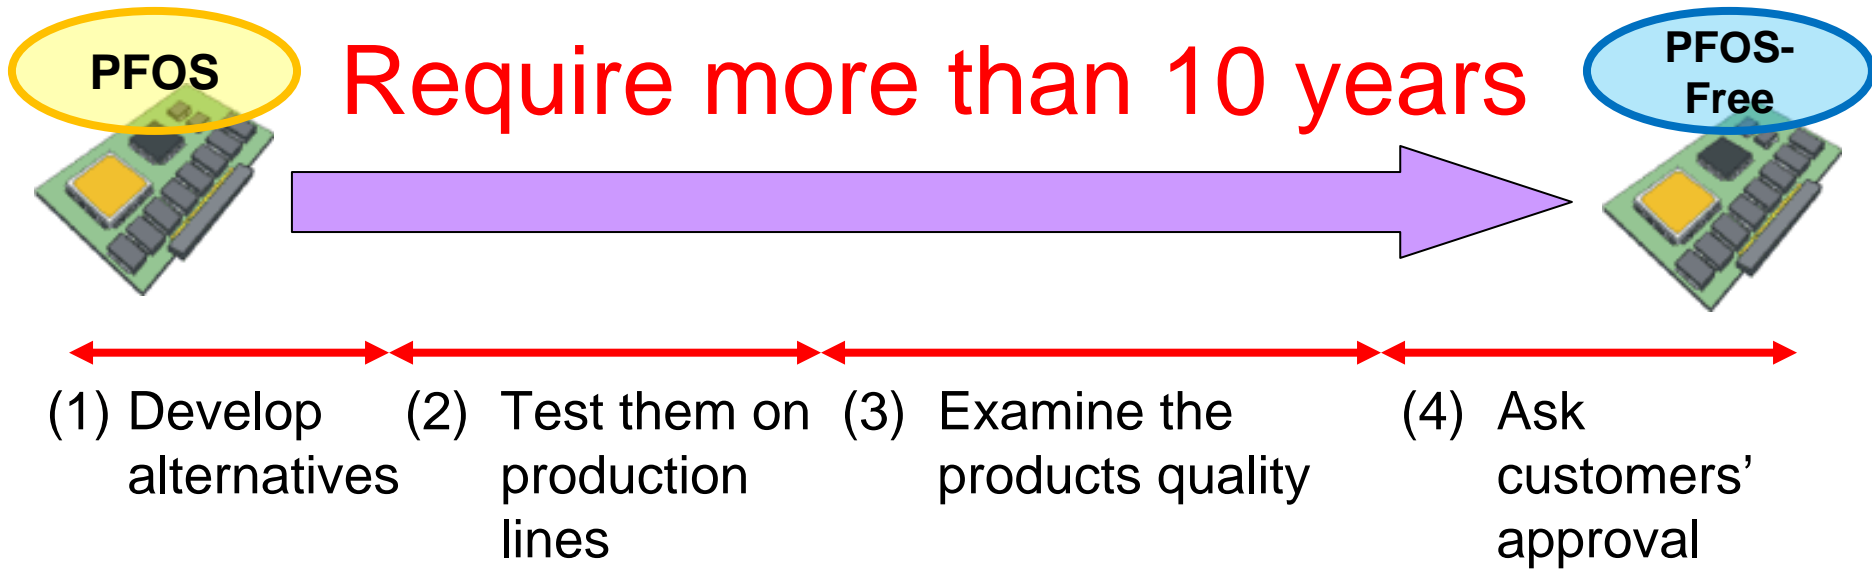 PFOS
Require more than 10 years
PFOS-
Free
(1) Develop
alternatives
(2) Test them on
production
lines
(3) Examine the
products quality
(4) Ask
customers’
approval